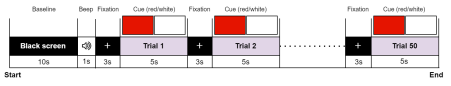 Baseline Beep Fixation Cue (red/white) Fixation Cue (red/white) Fixation Cue (red/white)
Black screen + Trial 1 + Trial 2 + Trial 50
10s 1s 3s 5s 3s 5s 3s 5s
Start End